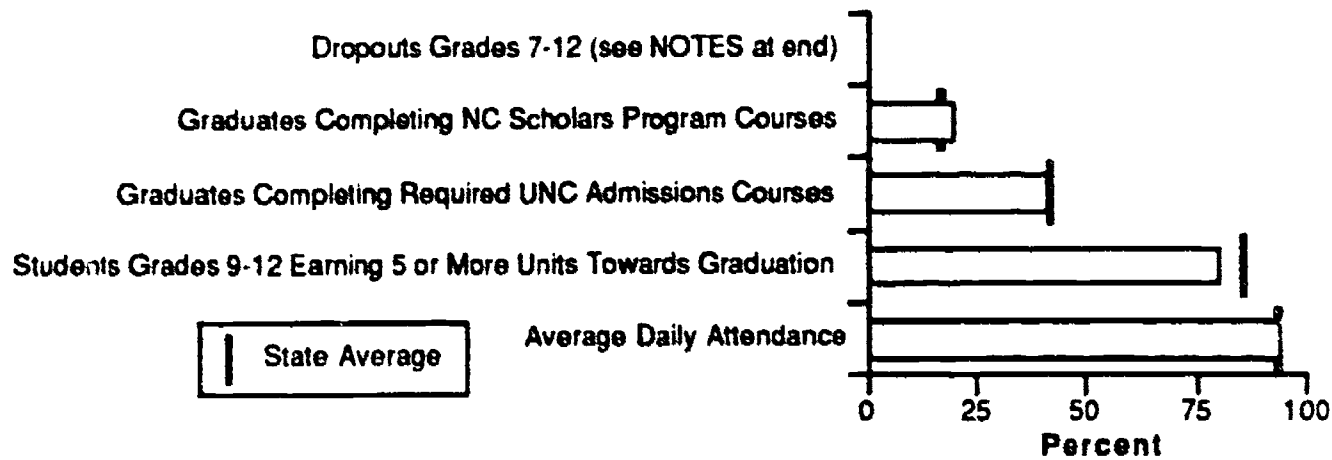 Dropouts Grades 7-12 (see NOTES at end)
Graduates Completing NC Scholars Program Courses
Graduates Completing Required UNC Admissions Courses
Students Grades 9-12 Earning 5 or More Units Towards Graduation
Average Daily Attendance
State Average
0 25 50 75 100
Percent